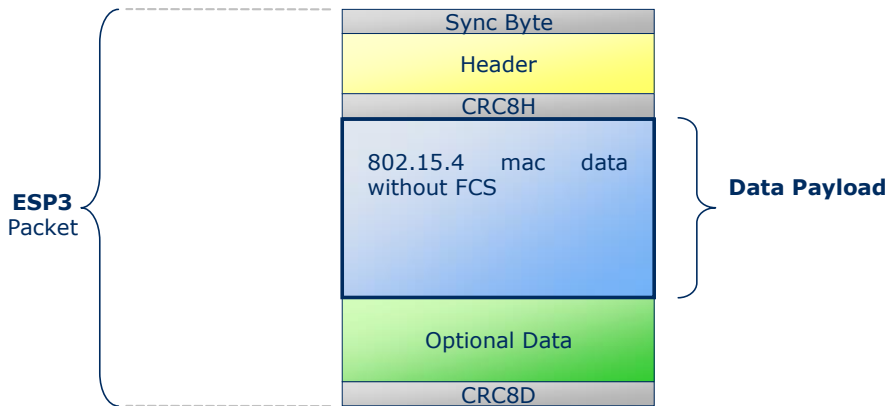 Sync Byte
Header
CRC8H
802.15.4 mac data
without FCS
ESP3
Packet
Data Payload
Optional Data
CRC8D